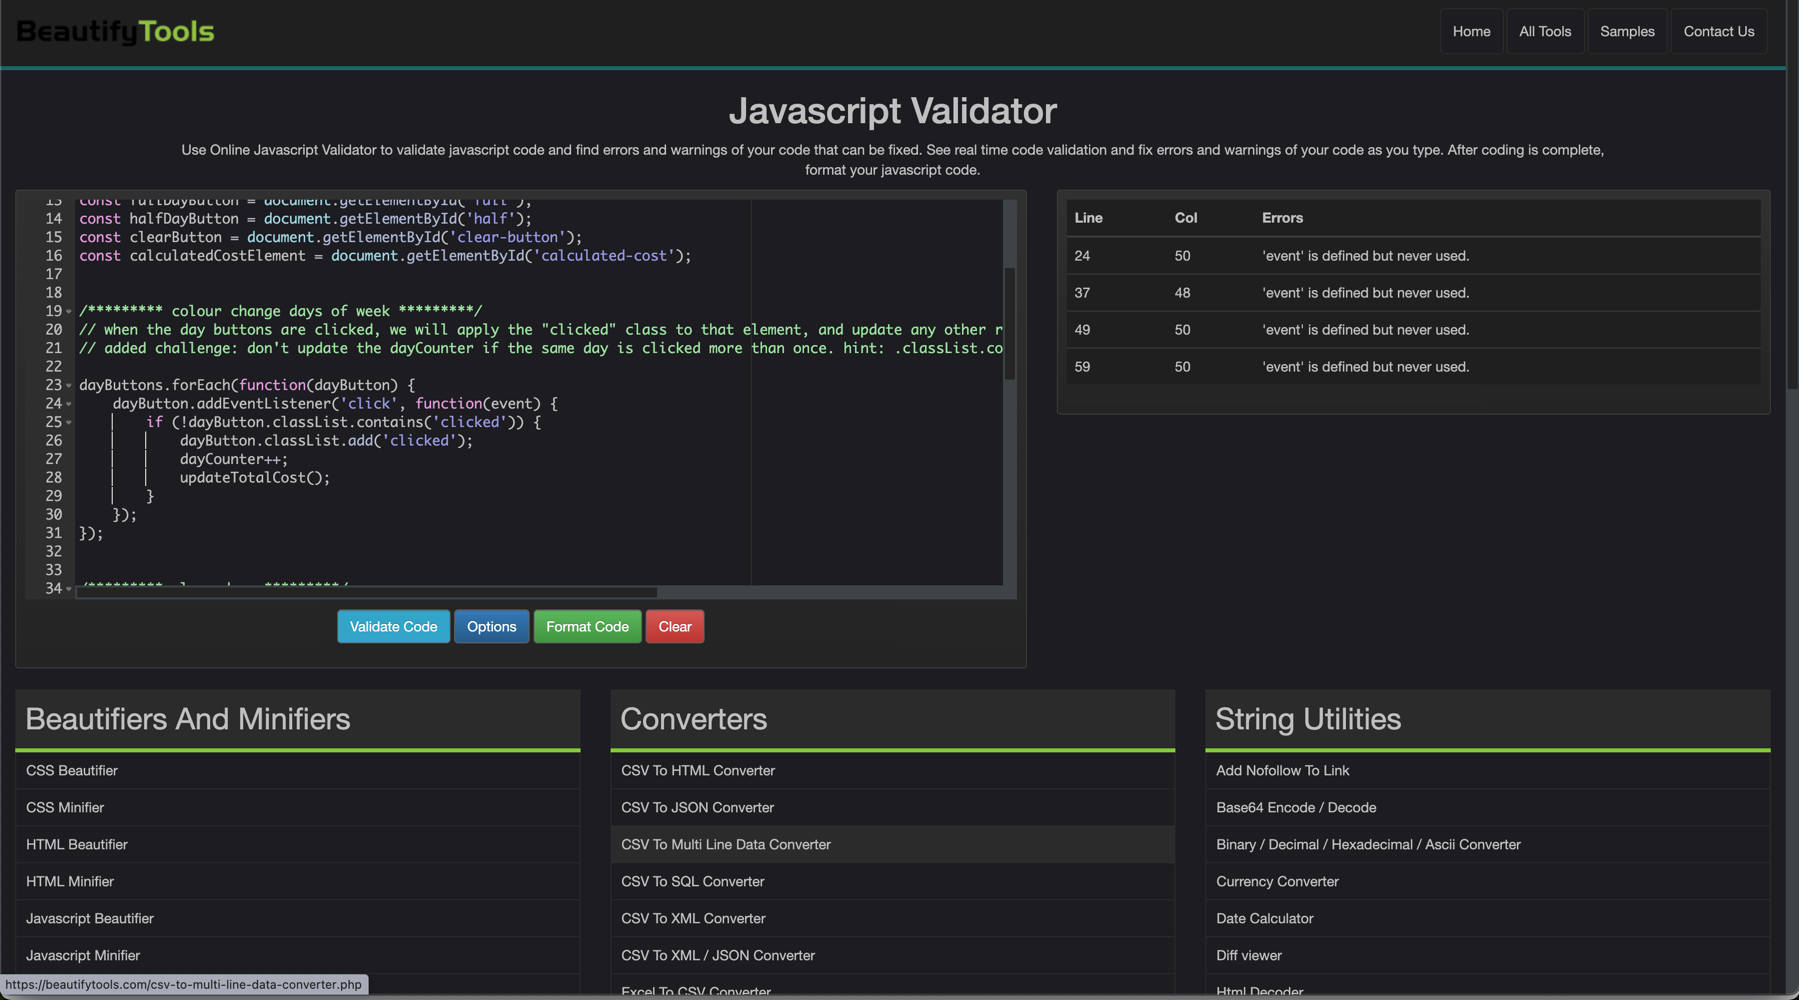 BeautifyTools
Home
All Tools
Samples
Contact Us
Javascript Validator
Use Online Javascript Validator to validate javascript code and find errors and warnings of your code that can be fixed. See real time code validation and fix errors and warnings of your code as you type. After coding is complete,
format your javascript code.
13 const fullDayButton = document.getElementById('full');
14 const halfDayButton = document.getElementById('half');
15 const clearButton = document.getElementById('clear-button');
16 const calculatedCostElement = document.getElementById('calculated-cost');
17
18
19 /********* colour change days of week *********/
20 // when the day buttons are clicked, we will apply the "clicked" class to that element, and update any other r
21 // added challenge: don't update the dayCounter if the same day is clicked more than once. hint: .classList.co
22
23 dayButtons.forEach(function(dayButton) {
24 dayButton.addEventListener('click', function(event) {
25 if (!dayButton.classList.contains('clicked')) {
26 dayButton.classList.add('clicked');
27 dayCounter++;
28 updateTotalCost();
29 }
30 });
31 });
32
33
34
Line Col Errors
24 50 'event' is defined but never used.
37 48 'event' is defined but never used.
49 50 'event' is defined but never used.
59 50 'event' is defined but never used.
Validate Code
Options
Format Code
Clear
Beautifiers And Minifiers
CSS Beautifier
CSS Minifier
HTML Beautifier
HTML Minifier
Javascript Beautifier
Javascript Minifier
Converters
CSV To HTML Converter
CSV To JSON Converter
CSV To Multi Line Data Converter
CSV To SQL Converter
CSV To XML Converter
CSV To XML / JSON Converter
Excel To CSV Converter
String Utilities
Add Nofollow To Link
Base64 Encode / Decode
Binary / Decimal / Hexadecimal / Ascii Converter
Currency Converter
Date Calculator
Diff viewer
Html Decoder
https://beautifytools.com/csv-to-multi-line-data-converter.php